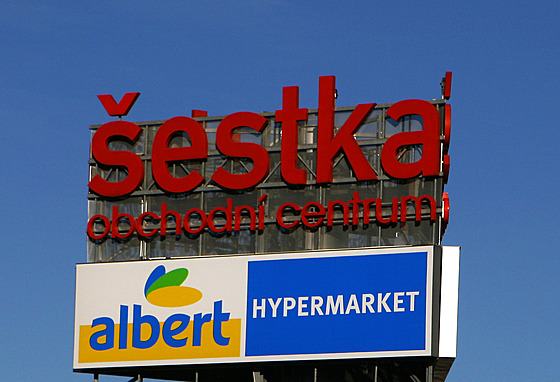 šestka
obchodní centrum
albert
HYPERMARKET